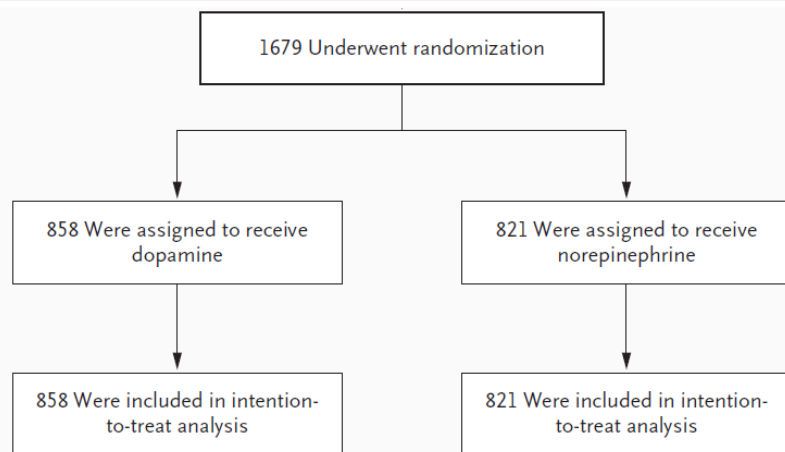 1679 Underwent randomization
858 Were assigned to receive
dopamine
821 Were assigned to receive
norepinephrine
858 Were included in intention-
to-treat analysis
821 Were included in intention-
to-treat analysis